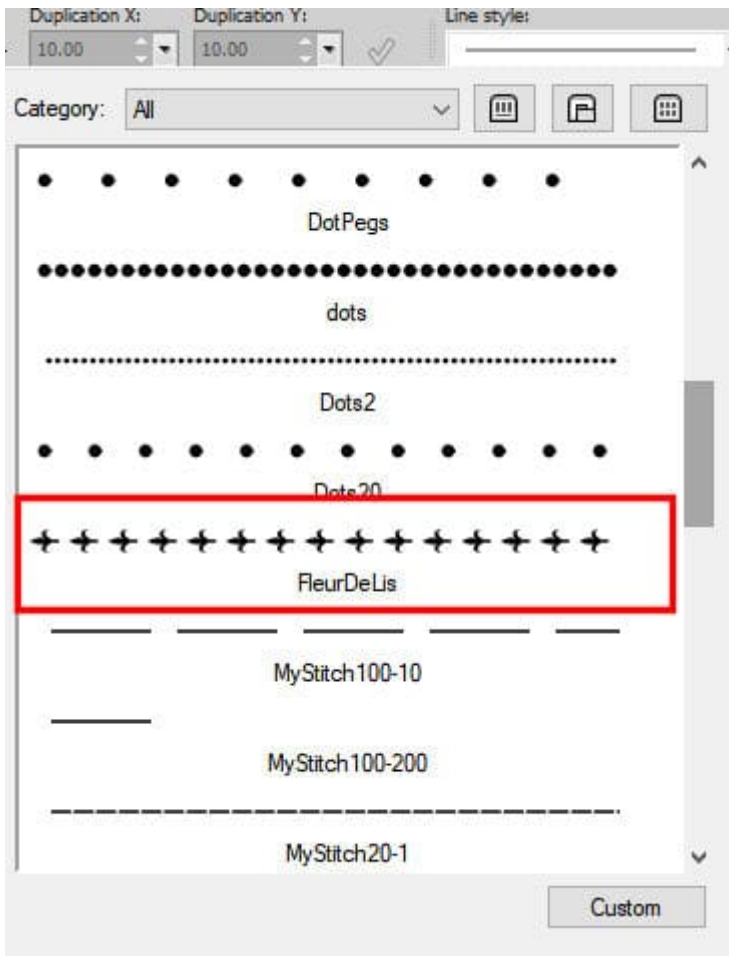 Duplication X: Duplication Y: Line style:
10.00 10.00
Category: All
DotPegs
dots
Dots2
Dots20
FleurDeLis
MyStitch100-10
MyStitch100-200
MyStitch20-1
Custom